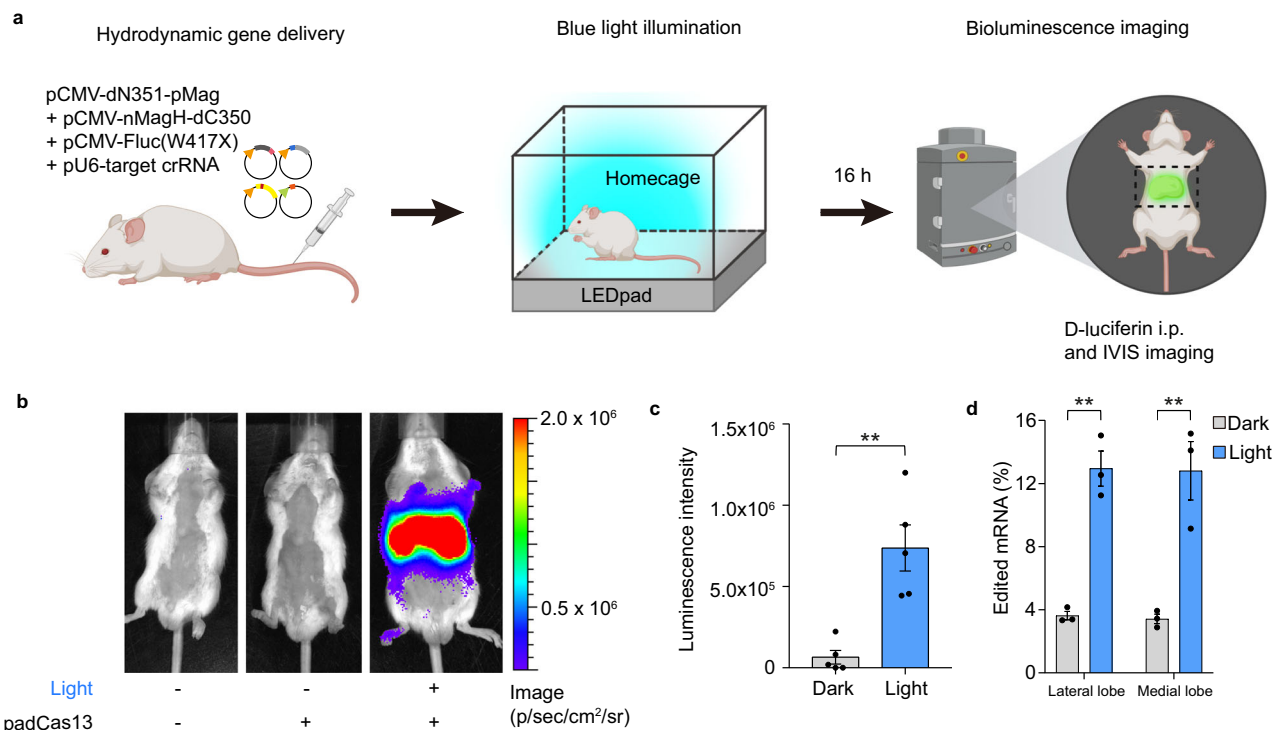 a
Hydrodynamic gene delivery
Blue light illumination
Bioluminescence imaging
pCMV-dN351-pMag
+ pCMV-nMagH-dC350
+ pCMV-Fluc(W417X)
+ pU6-target crRNA
Homecage
LEDpad
16 h
D-luciferin i.p.
and IVIS imaging
b
2.0 x 10⁶
0.5 x 10⁶
Light - - +
padCas13 - + +
Image
(p/sec/cm²/sr)
c
Luminescence intensity
1.5x10⁶
1.0x10⁶
5.0x10⁵
0
**
Dark Light
d
Edited mRNA (%)
16
12
8
4
0
** **
Dark
Light
Lateral lobe Medial lobe